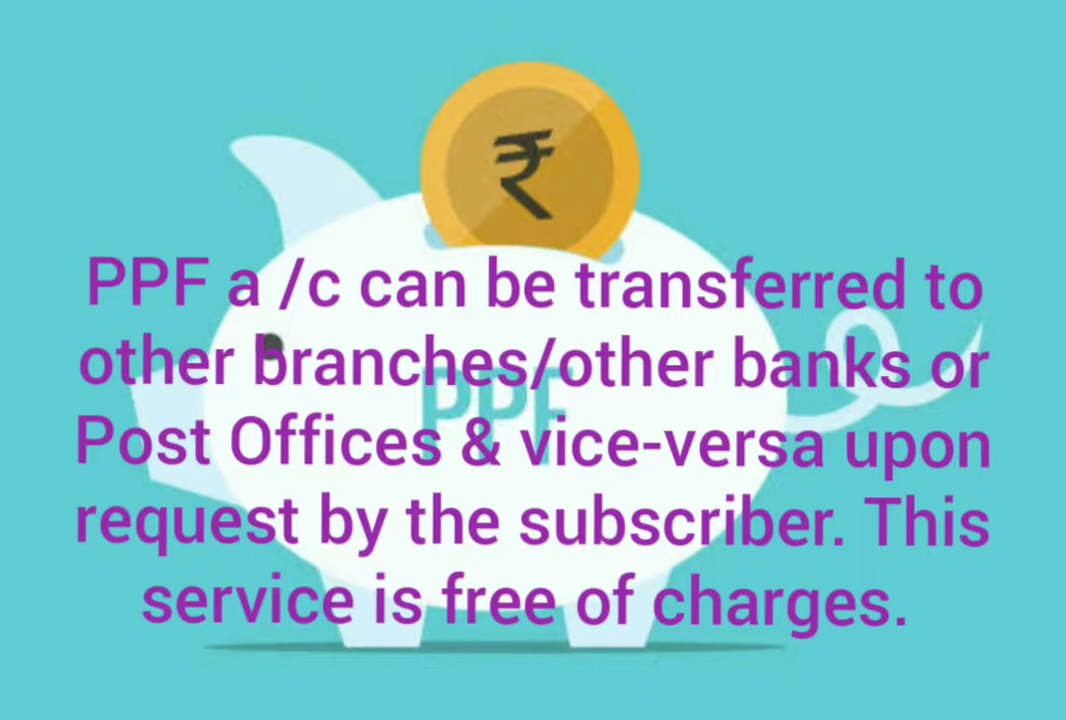 ₹
PPF a /c can be transferred to
other branches/other banks or
PPF
Post Offices & vice-versa upon
request by the subscriber. This
service is free of charges.